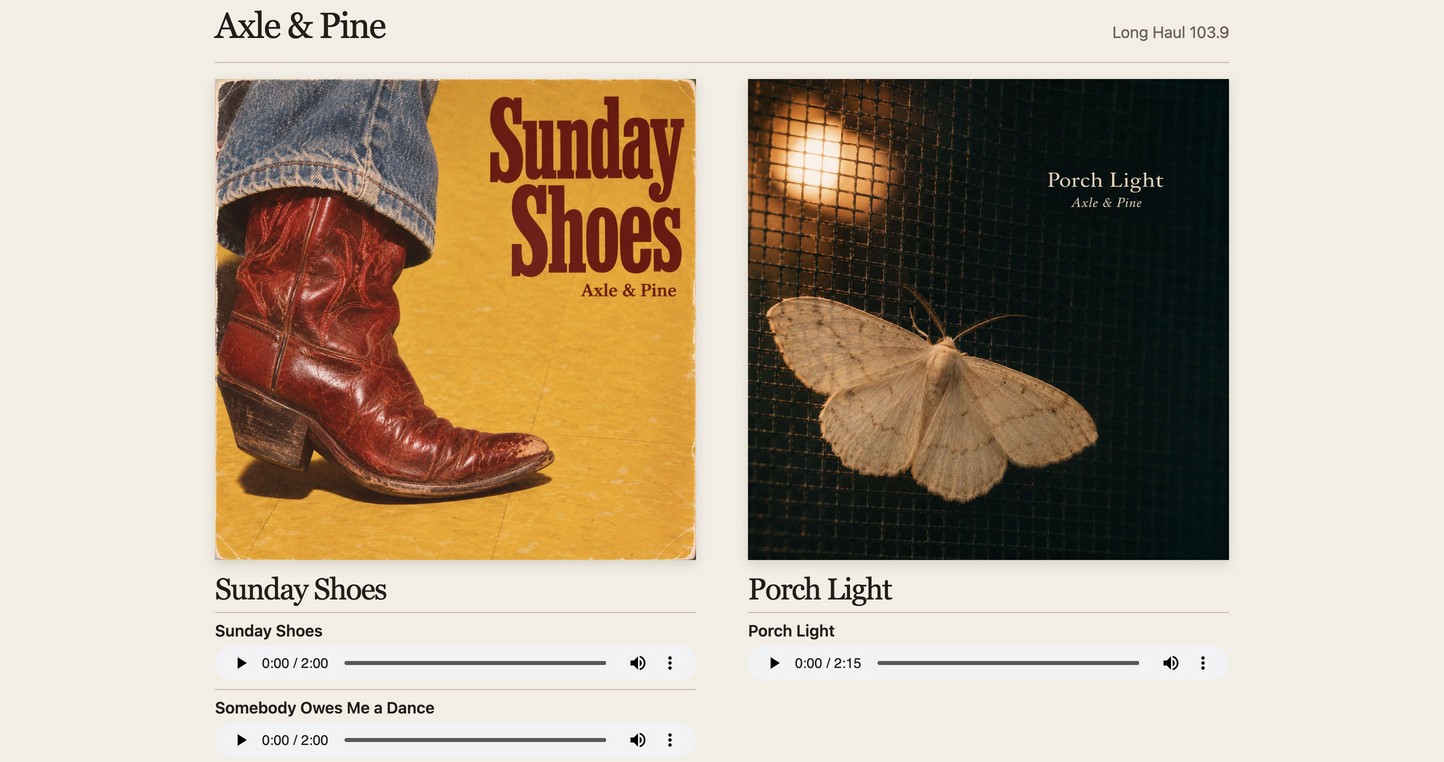 Axle & Pine
Long Haul 103.9
Sunday
Shoes
Axle & Pine
Porch Light
Axle & Pine
Sunday Shoes
Sunday Shoes
0:00 / 2:00
Somebody Owes Me a Dance
0:00 / 2:00
Porch Light
Porch Light
0:00 / 2:15